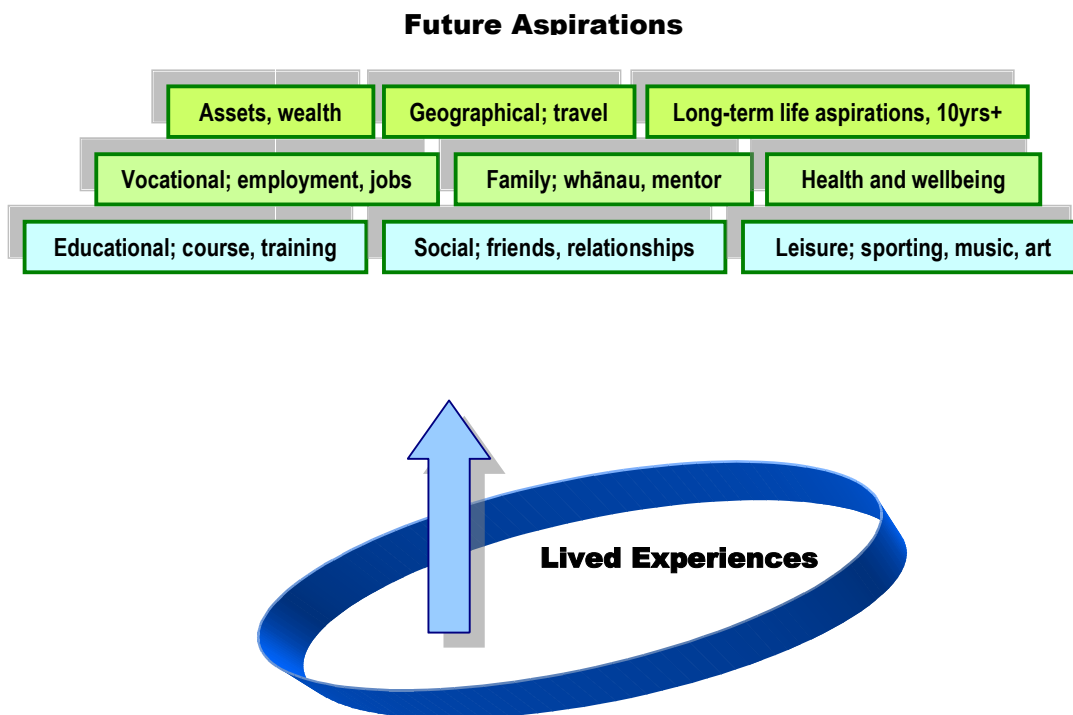 Future Aspirations
Assets, wealth
Geographical; travel
Long-term life aspirations, 10yrs+
Vocational; employment, jobs
Family; whānau, mentor
Health and wellbeing
Educational; course, training
Social; friends, relationships
Leisure; sporting, music, art
Lived Experiences